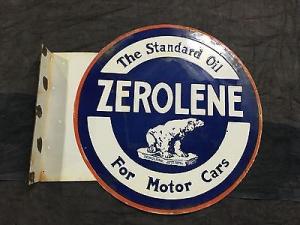 The Standard Oil
ZEROLENE
For Motor Cars